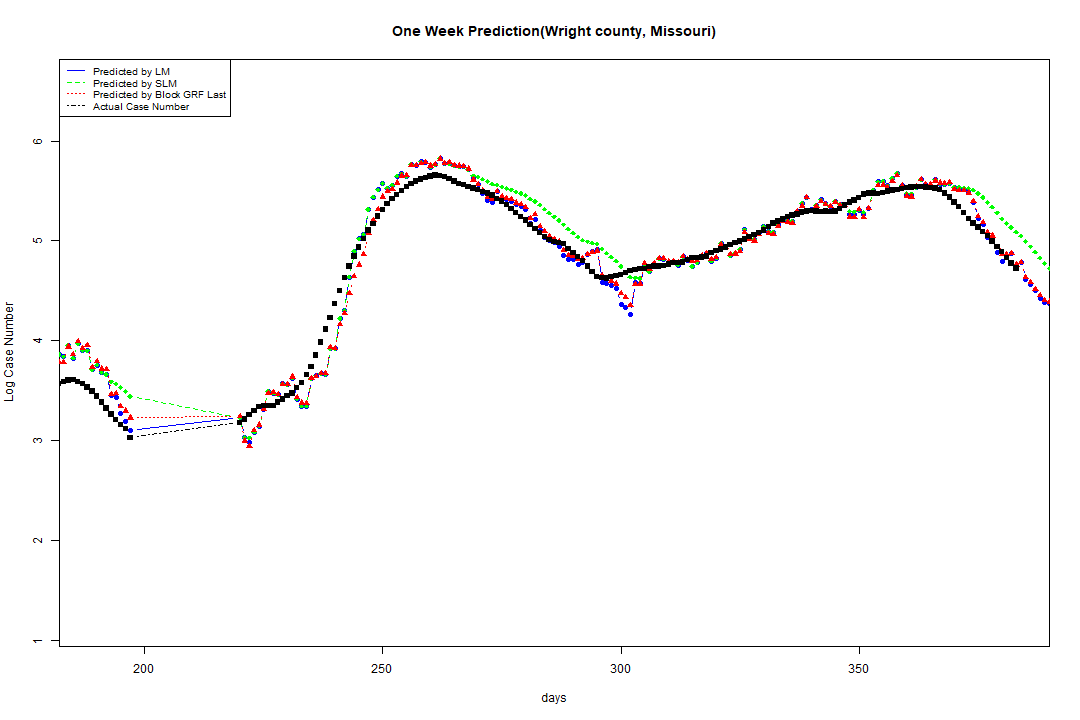 One Week Prediction(Wright county, Missouri)
Predicted by LM
Predicted by SLM
Predicted by Block GRF Last
Actual Case Number
6
5
4
3
2
1
Log Case Number
200 250 300 350
days